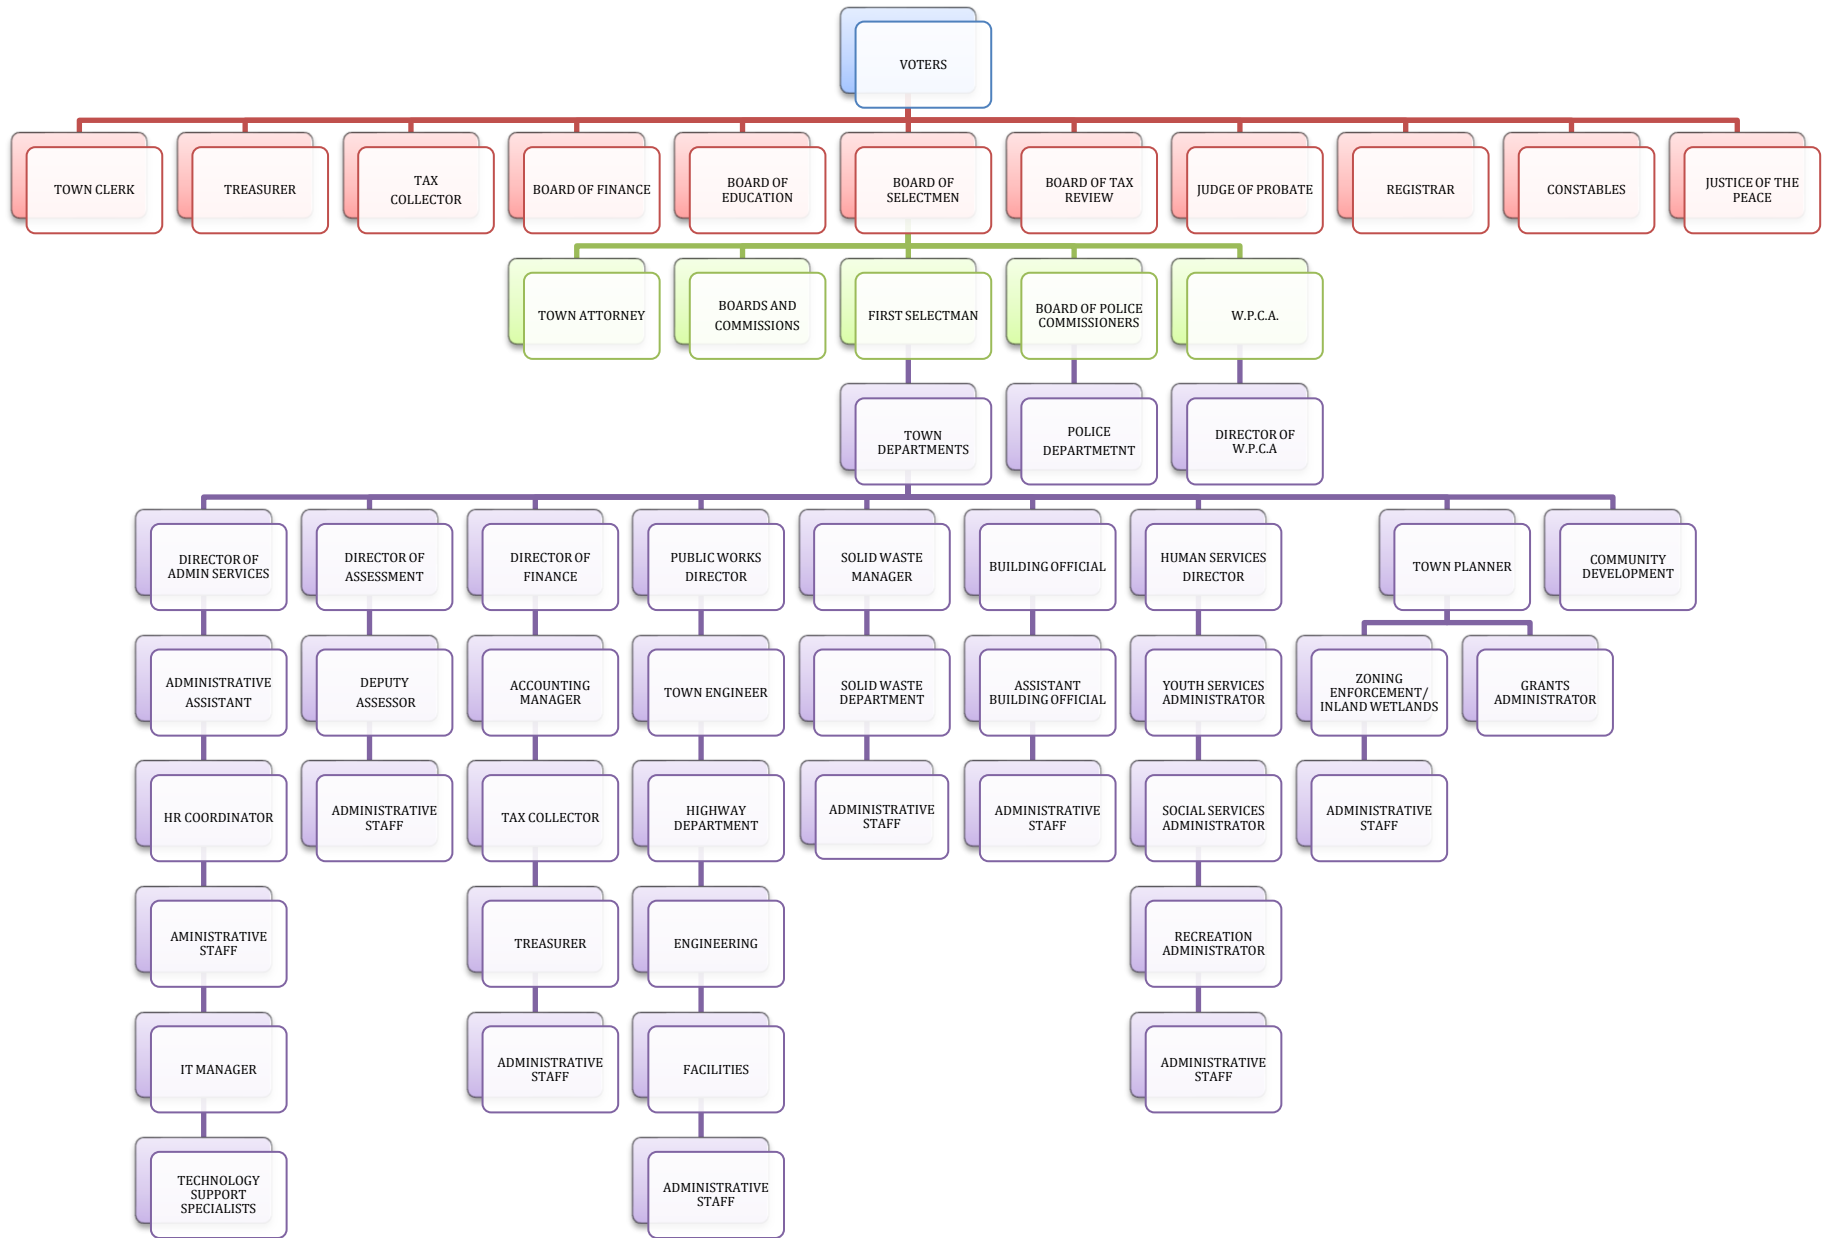 VOTERS
TOWN CLERK
TREASURER
TAX
COLLECTOR
BOARD OF FINANCE
BOARD OF
EDUCATION
BOARD OF
SELECTMEN
BOARD OF TAX
REVIEW
JUDGE OF PROBATE
REGISTRAR
CONSTABLES
JUSTICE OF THE
PEACE
TOWN ATTORNEY
BOARDS AND
COMMISSIONS
FIRST SELECTMAN
BOARD OF POLICE
COMMISSIONERS
W.P.C.A.
TOWN
DEPARTMENTS
POLICE
DEPARTMETNT
DIRECTOR OF
W.P.C.A
DIRECTOR OF
ADMIN SERVICES
DIRECTOR OF
ASSESSMENT
DIRECTOR OF
FINANCE
PUBLIC WORKS
DIRECTOR
SOLID WASTE
MANAGER
BUILDING OFFICIAL
HUMAN SERVICES
DIRECTOR
TOWN PLANNER
COMMUNITY
DEVELOPMENT
ADMINISTRATIVE
ASSISTANT
DEPUTY
ASSESSOR
ACCOUNTING
MANAGER
TOWN ENGINEER
SOLID WASTE
DEPARTMENT
ASSISTANT
BUILDING OFFICIAL
YOUTH SERVICES
ADMINISTRATOR
ZONING
ENFORCEMENT/
INLAND WETLANDS
GRANTS
ADMINISTRATOR
HR COORDINATOR
ADMINISTRATIVE
STAFF
TAX COLLECTOR
HIGHWAY
DEPARTMENT
ADMINISTRATIVE
STAFF
ADMINISTRATIVE
STAFF
SOCIAL SERVICES
ADMINISTRATOR
ADMINISTRATIVE
STAFF
AMINISTRATIVE
STAFF
TREASURER
ENGINEERING
RECREATION
ADMINISTRATOR
IT MANAGER
ADMINISTRATIVE
STAFF
FACILITIES
ADMINISTRATIVE
STAFF
TECHNOLOGY
SUPPORT
SPECIALISTS
ADMINISTRATIVE
STAFF